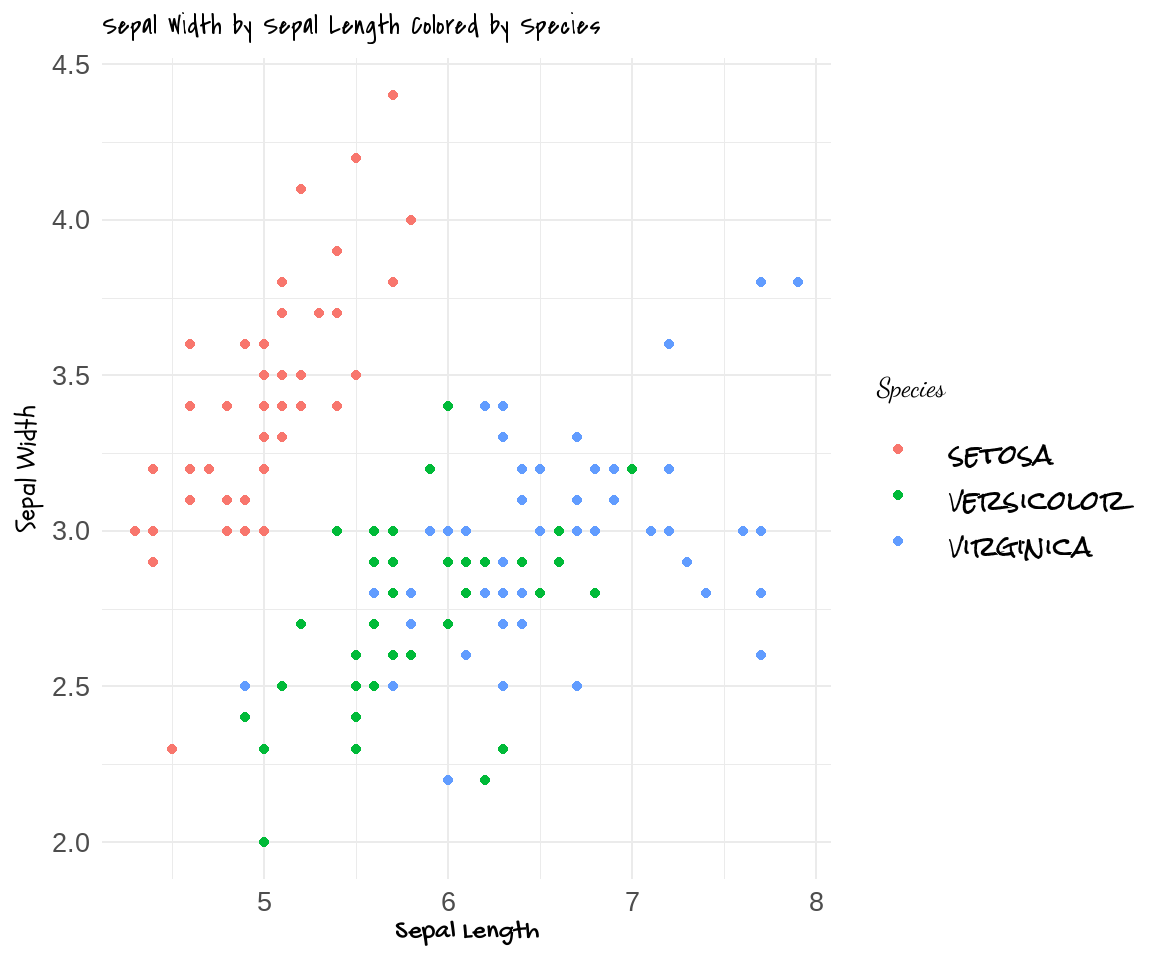 Sepal Width by Sepal Length Colored by Species
4.5
4.0
3.5
3.0
2.5
2.0
Sepal Width
5 6 7 8
Sepal Length
Species
SETOSA
VERSICOLOR
VIRGINICA